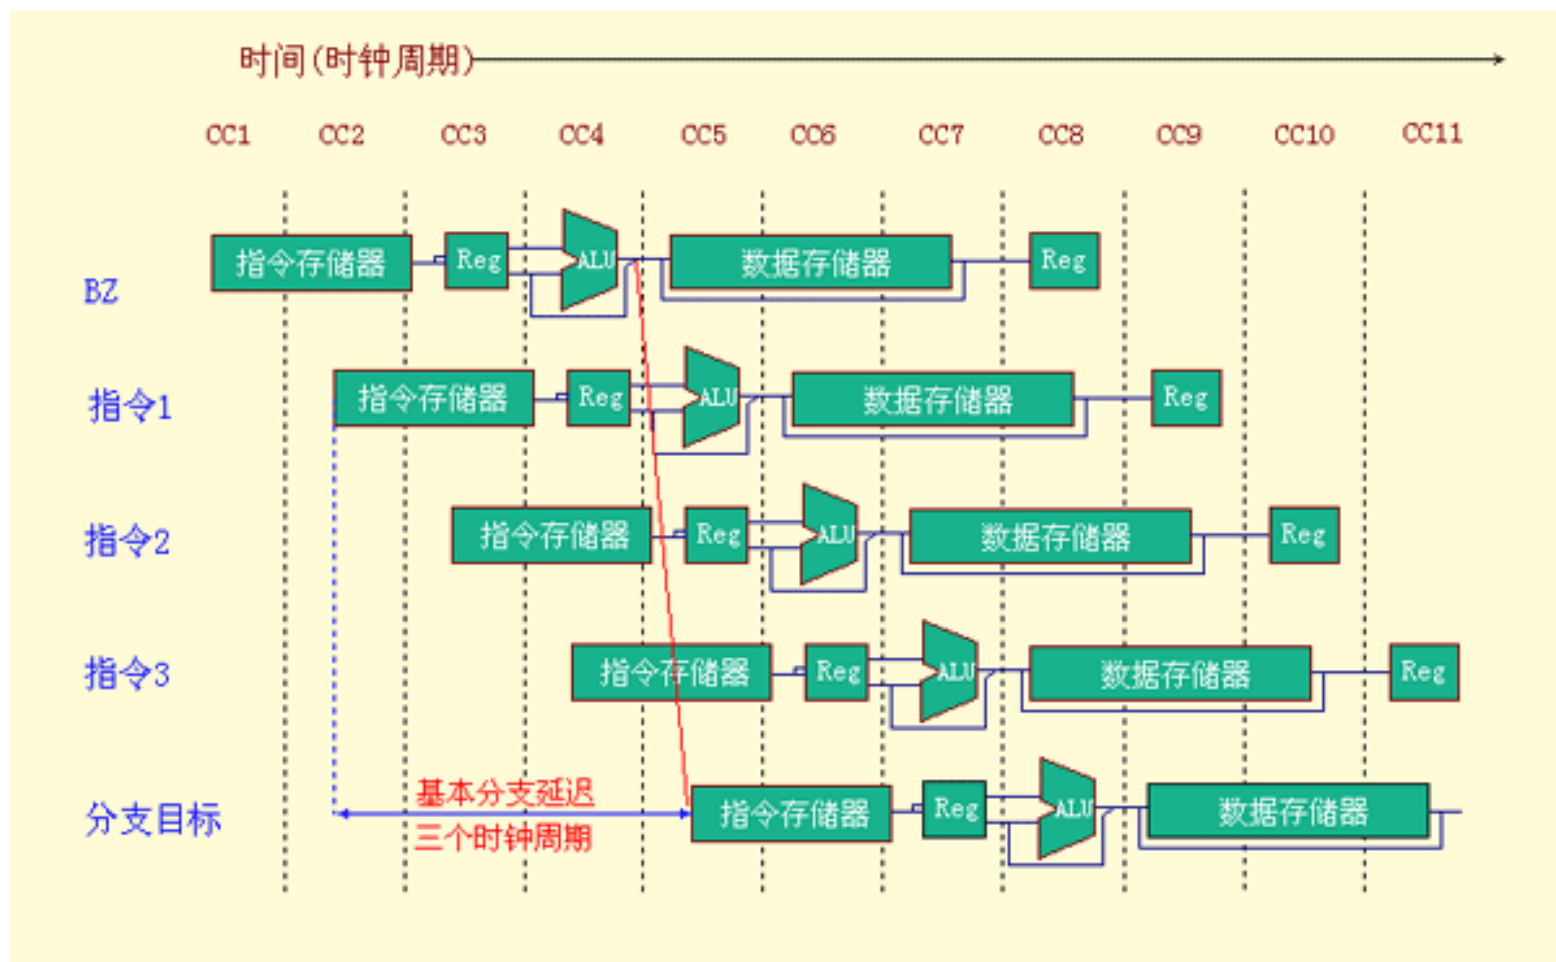 时间(时钟周期)
CC1 CC2 CC3 CC4 CC5 CC6 CC7 CC8 CC9 CC10 CC11
BZ 指令存储器 Reg ALU 数据存储器 Reg
指令1 指令存储器 Reg ALU 数据存储器 Reg
指令2 指令存储器 Reg ALU 数据存储器 Reg
指令3 指令存储器 Reg ALU 数据存储器 Reg
分支目标 基本分支延迟 指令存储器 Reg ALU 数据存储器
三个时钟周期